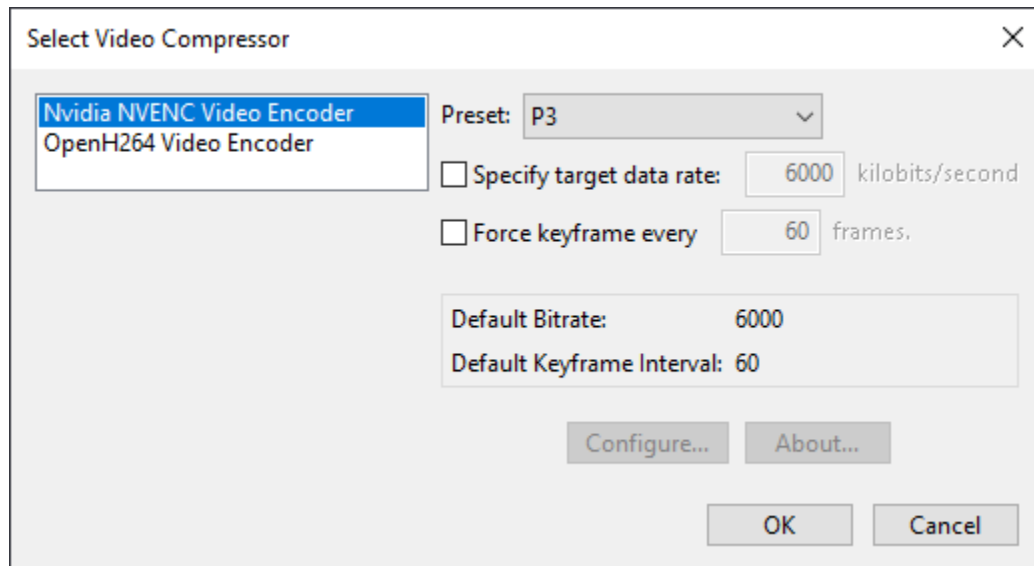 Select Video Compressor
Nvidia NVENC Video Encoder
OpenH264 Video Encoder
Preset: P3
Specify target data rate: 6000 kilobits/second
Force keyframe every 60 frames.
Default Bitrate: 6000
Default Keyframe Interval: 60
Configure... About...
OK Cancel